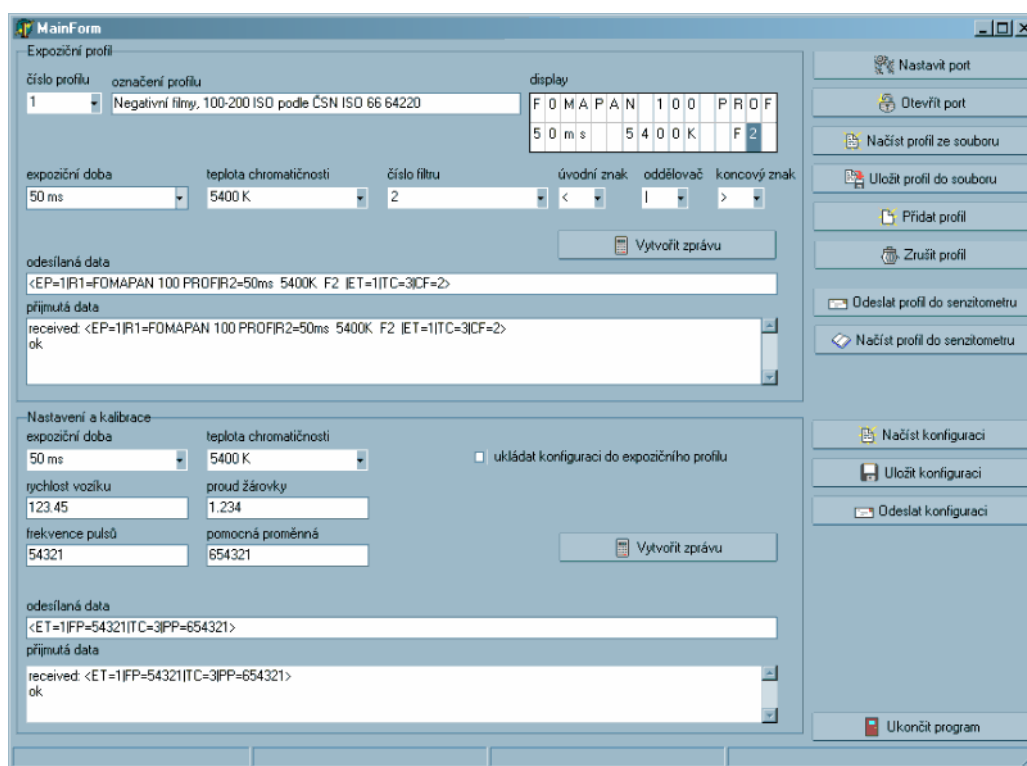 MainForm
Expoziční profil
číslo profilu
označení profilu
display
1
Negativní filmy, 100-200 ISO podle ČSN ISO 66 64220
FOMAPAN 100 PROF
50ms 5400K F2
expoziční doba
teplota chromatičnosti
číslo filtru
úvodní znak
oddělovač
koncový znak
50 ms
5400 K
2
<
|
>
Vytvořit zprávu
odesílaná data
<EP=1|R1=FOMAPAN 100 PROF|R2=50ms 5400K F2 |ET=1|TC=3|CF=2>
přijmutá data
received: <EP=1|R1=FOMAPAN 100 PROF|R2=50ms 5400K F2 |ET=1|TC=3|CF=2>
ok
Nastavení a kalibrace
expoziční doba
teplota chromatičnosti
50 ms
5400 K
ukládat konfiguraci do expozičního profilu
rychlost vozíku
proud žárovky
123.45
1.234
frekvence pulsů
pomocná proměnná
54321
654321
Vytvořit zprávu
odesílaná data
<ET=1|FP=54321|TC=3|PP=654321>
přijmutá data
received: <ET=1|FP=54321|TC=3|PP=654321>
ok
Nastavit port
Otevřít port
Načíst profil ze souboru
Uložit profil do souboru
Přidat profil
Zrušit profil
Odeslat profil do senzitometru
Načíst profil do senzitometru
Načíst konfiguraci
Uložit konfiguraci
Odeslat konfiguraci
Ukončit program